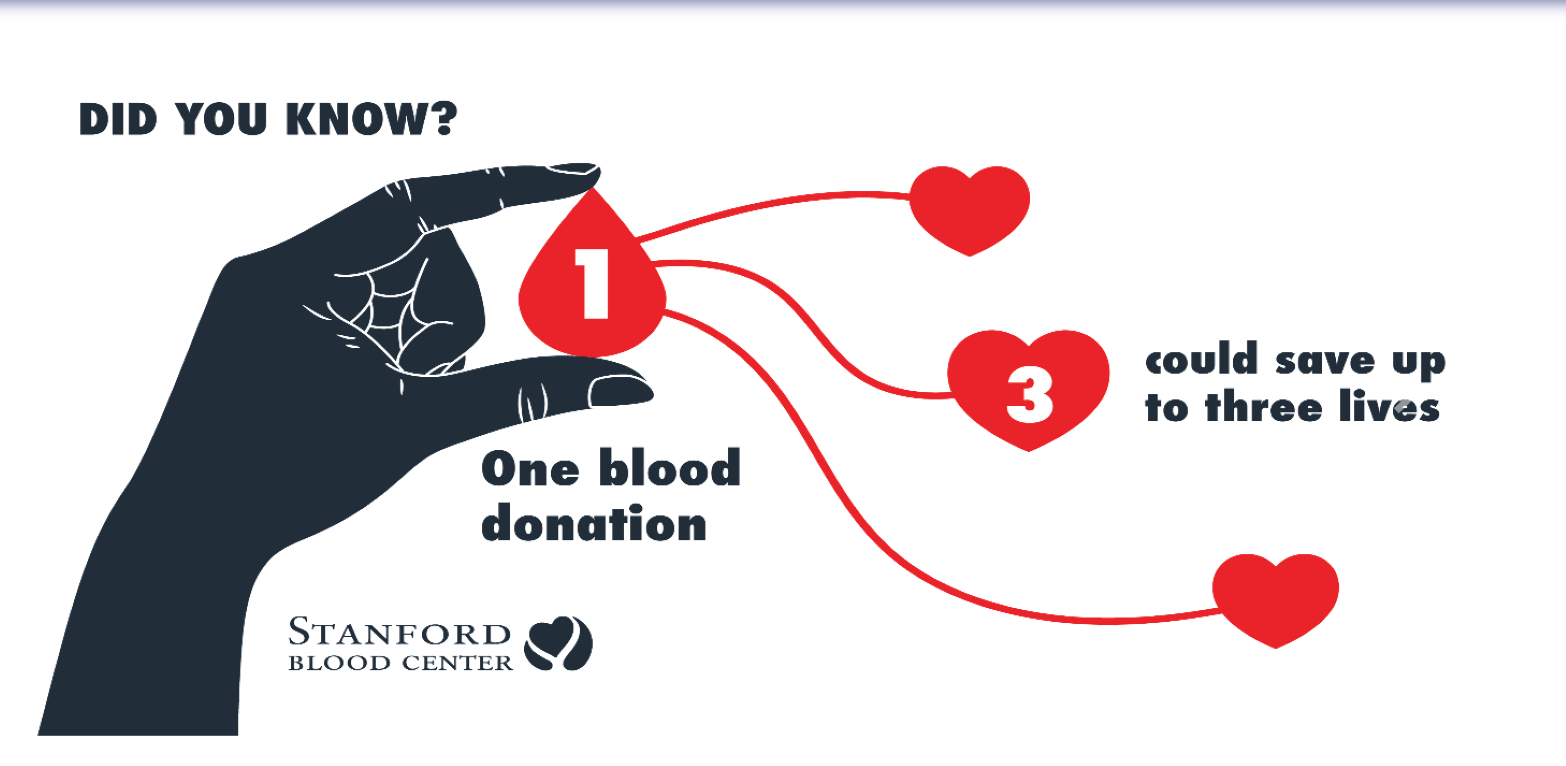 DID YOU KNOW?
1
3
could save up
to three lives
One blood
donation
STANFORD
BLOOD CENTER